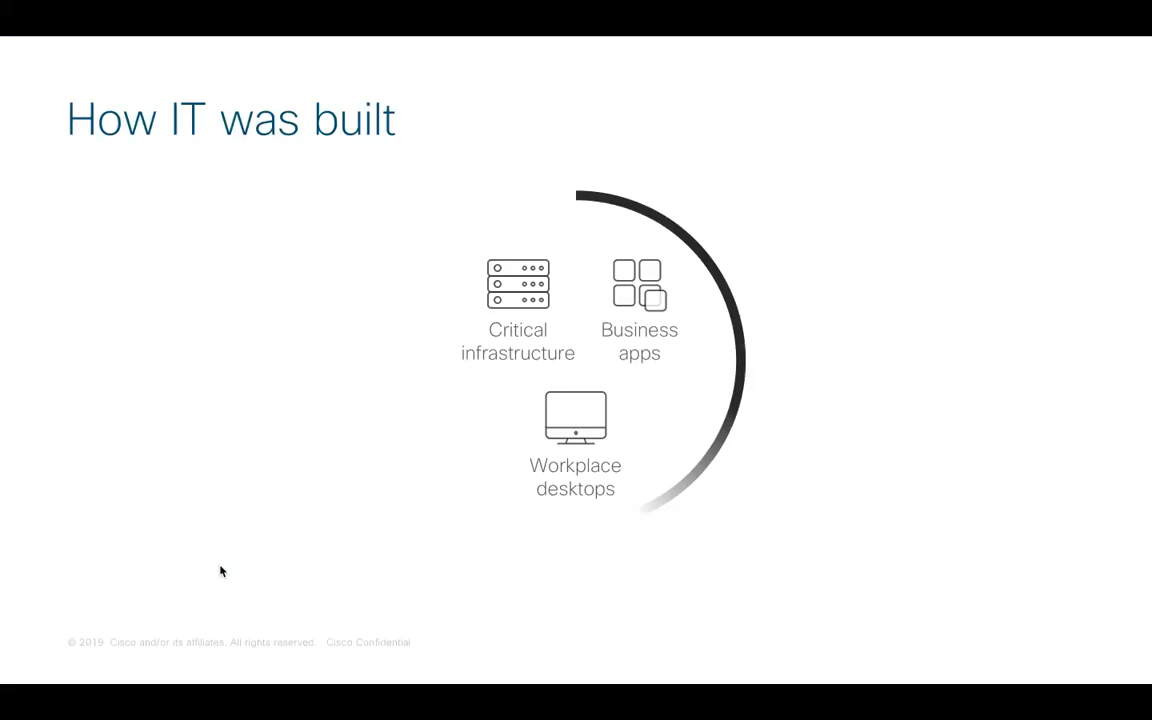 How IT was built
Critical
infrastructure
Business
apps
Workplace
desktops
© 2019 Cisco and/or its affiliates. All rights reserved. Cisco Confidential